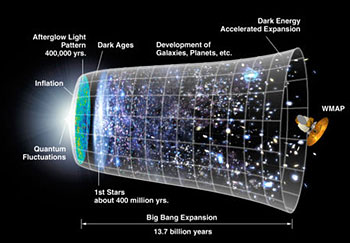 Dark Energy
Accelerated Expansion
Afterglow Light
Pattern
400,000 yrs.
Dark Ages
Development of
Galaxies, Planets, etc.
Inflation
WMAP
Quantum
Fluctuations
1st Stars
about 400 million yrs.
Big Bang Expansion
13.7 billion years